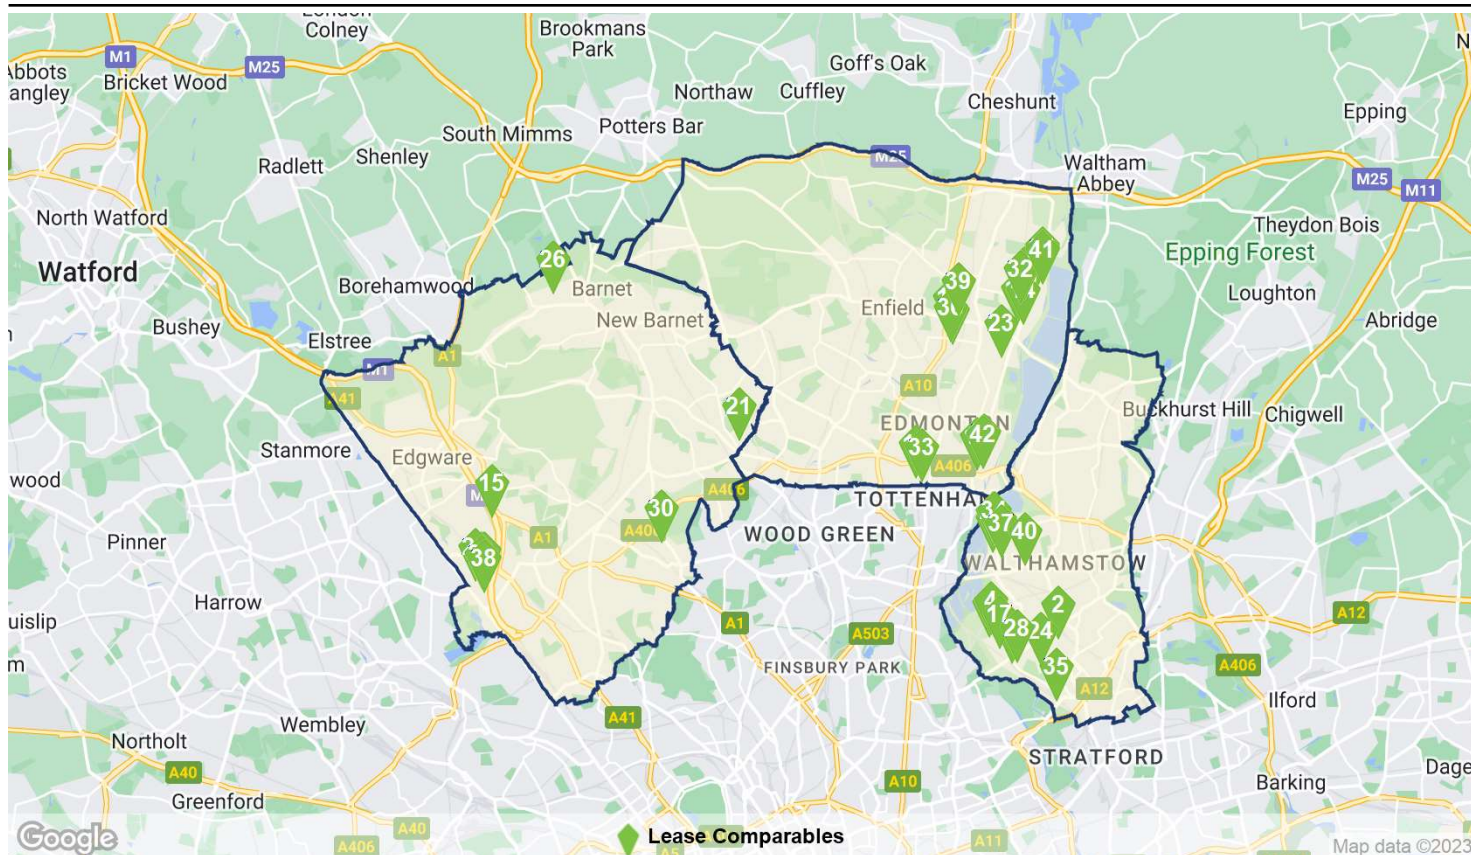 Colney
Brookmans
Park
M1
M25
Abbots
Langley
Bricket Wood
Goff's Oak
Northaw
Cuffley
Cheshunt
Epping
South Mimms
Potters Bar
Radlett
Shenley
M25
Waltham
Abbey
M25
M11
North Watford
Theydon Bois
Epping Forest
Watford
26
Borehamwood
Barnet
41
32
39
Enfield
Loughton
Bushey
New Barnet
23
Abridge
Elstree
A1
M1
A41
A10
21
Buckhurst Hill
Chigwell
EDMONTON
Stanmore
33
42
Edgware
A406
15
A406
30
TOTTENHAM
A1
WOOD GREEN
37
40
Pinner
38
WALTHAMSTOW
Harrow
4
2
A12
17
A1
A503
28
24
FINSBURY PARK
35
A406
A12
Ilford
Wembley
A41
Northolt
STRATFORD
A40
A10
Barking
Greenford
A40
Google
Lease Comparables
A406
A5
A11
Map data ©2023